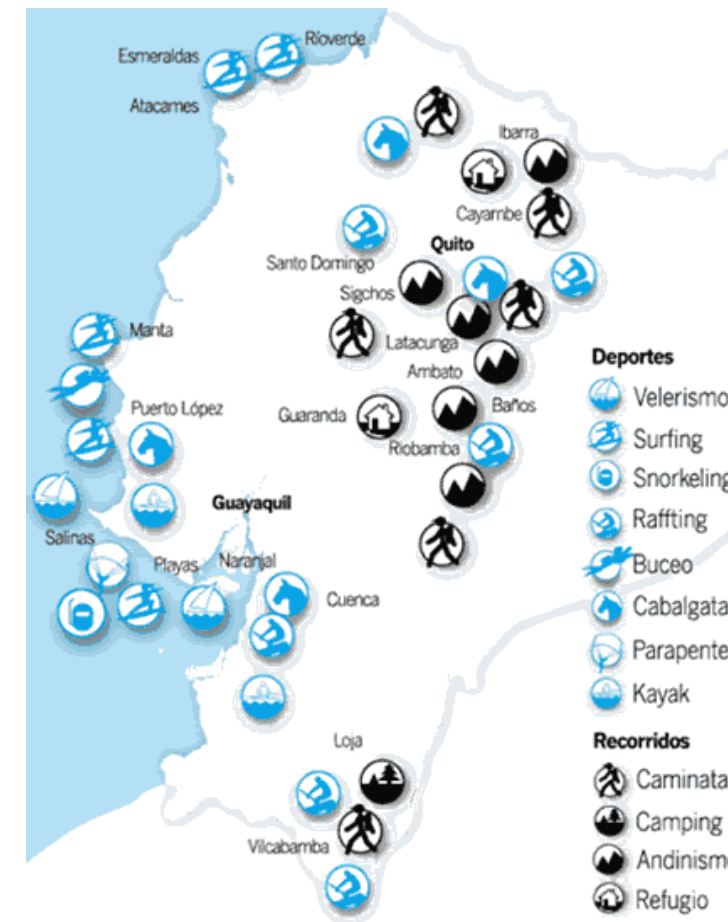 Ríoverde
Esmeraldas
Atacames
Ibarra
Cayambe
Quito
Santo Domingo
Sigchos
Manta
Latacunga
Ambato
Puerto López
Guaranda
Baños
Riobamba
Guayaquil
Salinas
Playas
Naranjal
Cuenca
Loja
Vilcabamba
Deportes
Velerismo
Surfing
Snorkeling
Raffting
Buceo
Cabalgata
Parapente
Kayak
Recorridos
Caminata
Camping
Andinismo
Refugio